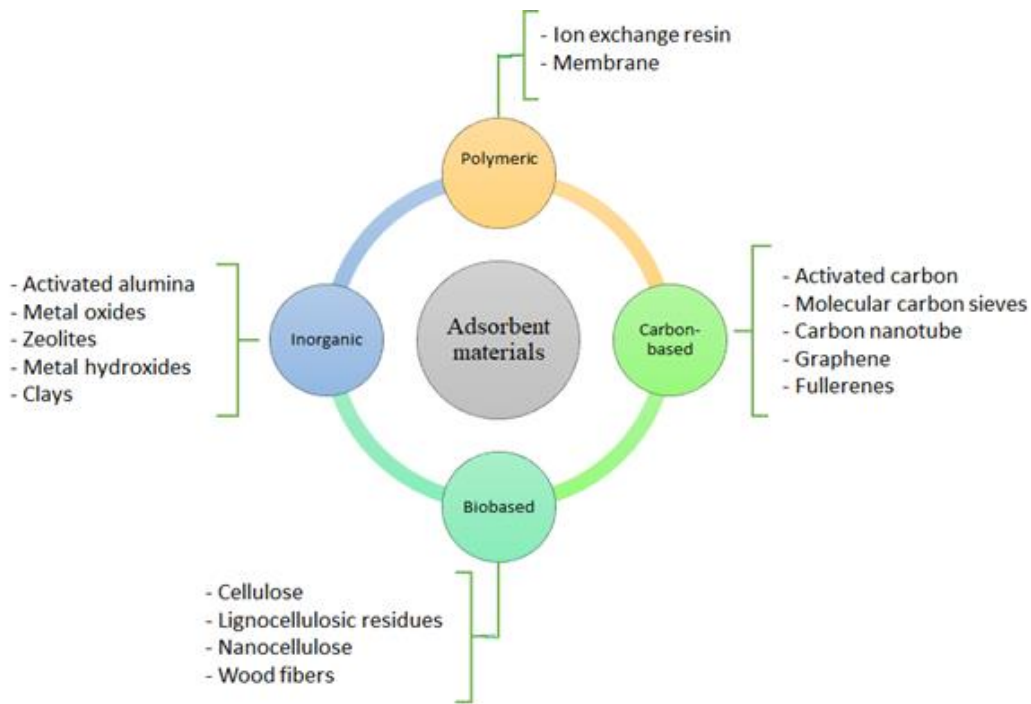 - Ion exchange resin
- Membrane
Polymeric
- Activated alumina
- Metal oxides
- Zeolites
- Metal hydroxides
- Clays
Inorganic
Adsorbent
materials
Carbon-
based
- Activated carbon
- Molecular carbon sieves
- Carbon nanotube
- Graphene
- Fullerenes
Biobased
- Cellulose
- Lignocellulosic residues
- Nanocellulose
- Wood fibers